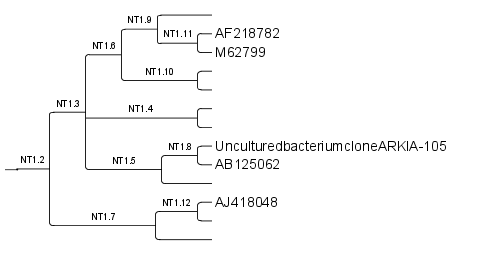 NT1.9
NT1.11
AF218782
M62799
NT1.6
NT1.10
NT1.3
NT1.4
NT1.8
UnculturedbacteriumcloneARKIA-105
AB125062
NT1.5
NT1.2
NT1.12
AJ418048
NT1.7